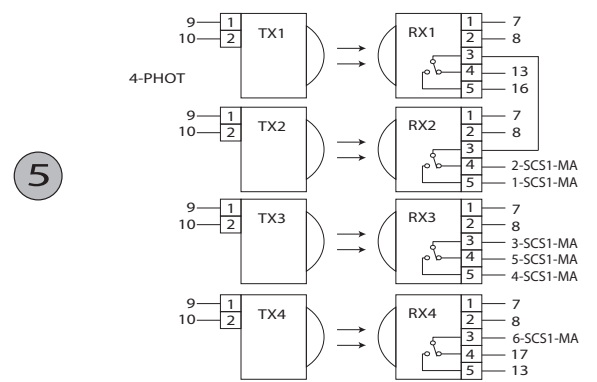 9 1 TX1 RX1 1 7
10 2 2 8
3
4-PHOT 4 13
5 16
9 1 TX2 RX2 1 7
10 2 2 8
3
4 2-SCS1-MA
5 5 1-SCS1-MA
9 1 TX3 RX3 1 7
10 2 2 8
3 3-SCS1-MA
4 5-SCS1-MA
5 4-SCS1-MA
9 1 TX4 RX4 1 7
10 2 2 8
3 6-SCS1-MA
4 17
5 13